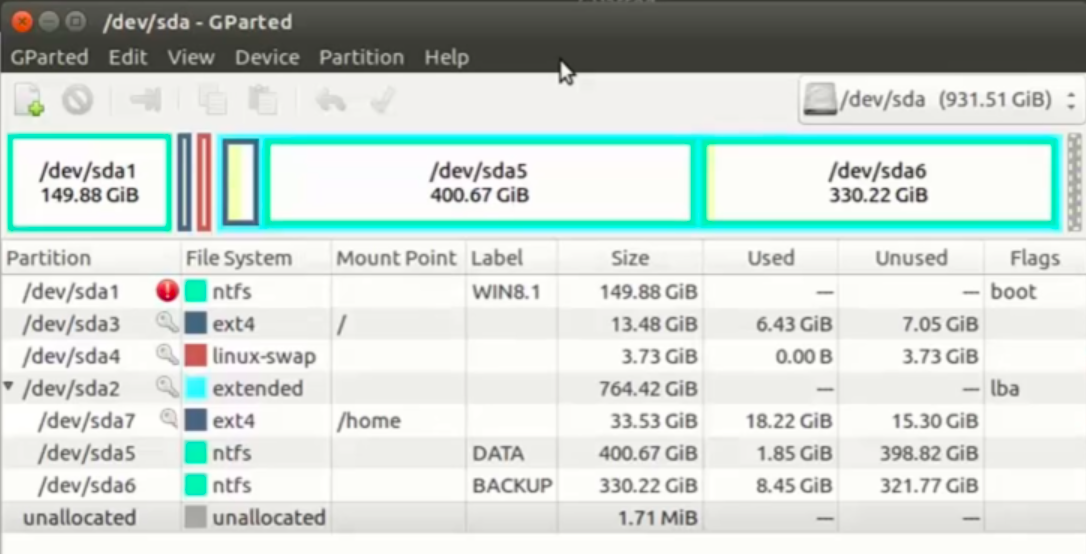 /dev/sda - GParted
GParted Edit View Device Partition Help
/dev/sda (931.51 GiB)
/dev/sda1
149.88 GiB
/dev/sda5
400.67 GiB
/dev/sda6
330.22 GiB
Partition File System Mount Point Label Size Used Unused Flags
/dev/sda1 ntfs WIN8.1 149.88 GiB — — boot
/dev/sda3 ext4 / 13.48 GiB 6.43 GiB 7.05 GiB
/dev/sda4 linux-swap 3.73 GiB 0.00 B 3.73 GiB
/dev/sda2 extended 764.42 GiB — — lba
/dev/sda7 ext4 /home 33.53 GiB 18.22 GiB 15.30 GiB
/dev/sda5 ntfs DATA 400.67 GiB 1.85 GiB 398.82 GiB
/dev/sda6 ntfs BACKUP 330.22 GiB 8.45 GiB 321.77 GiB
unallocated unallocated 1.71 MiB — —